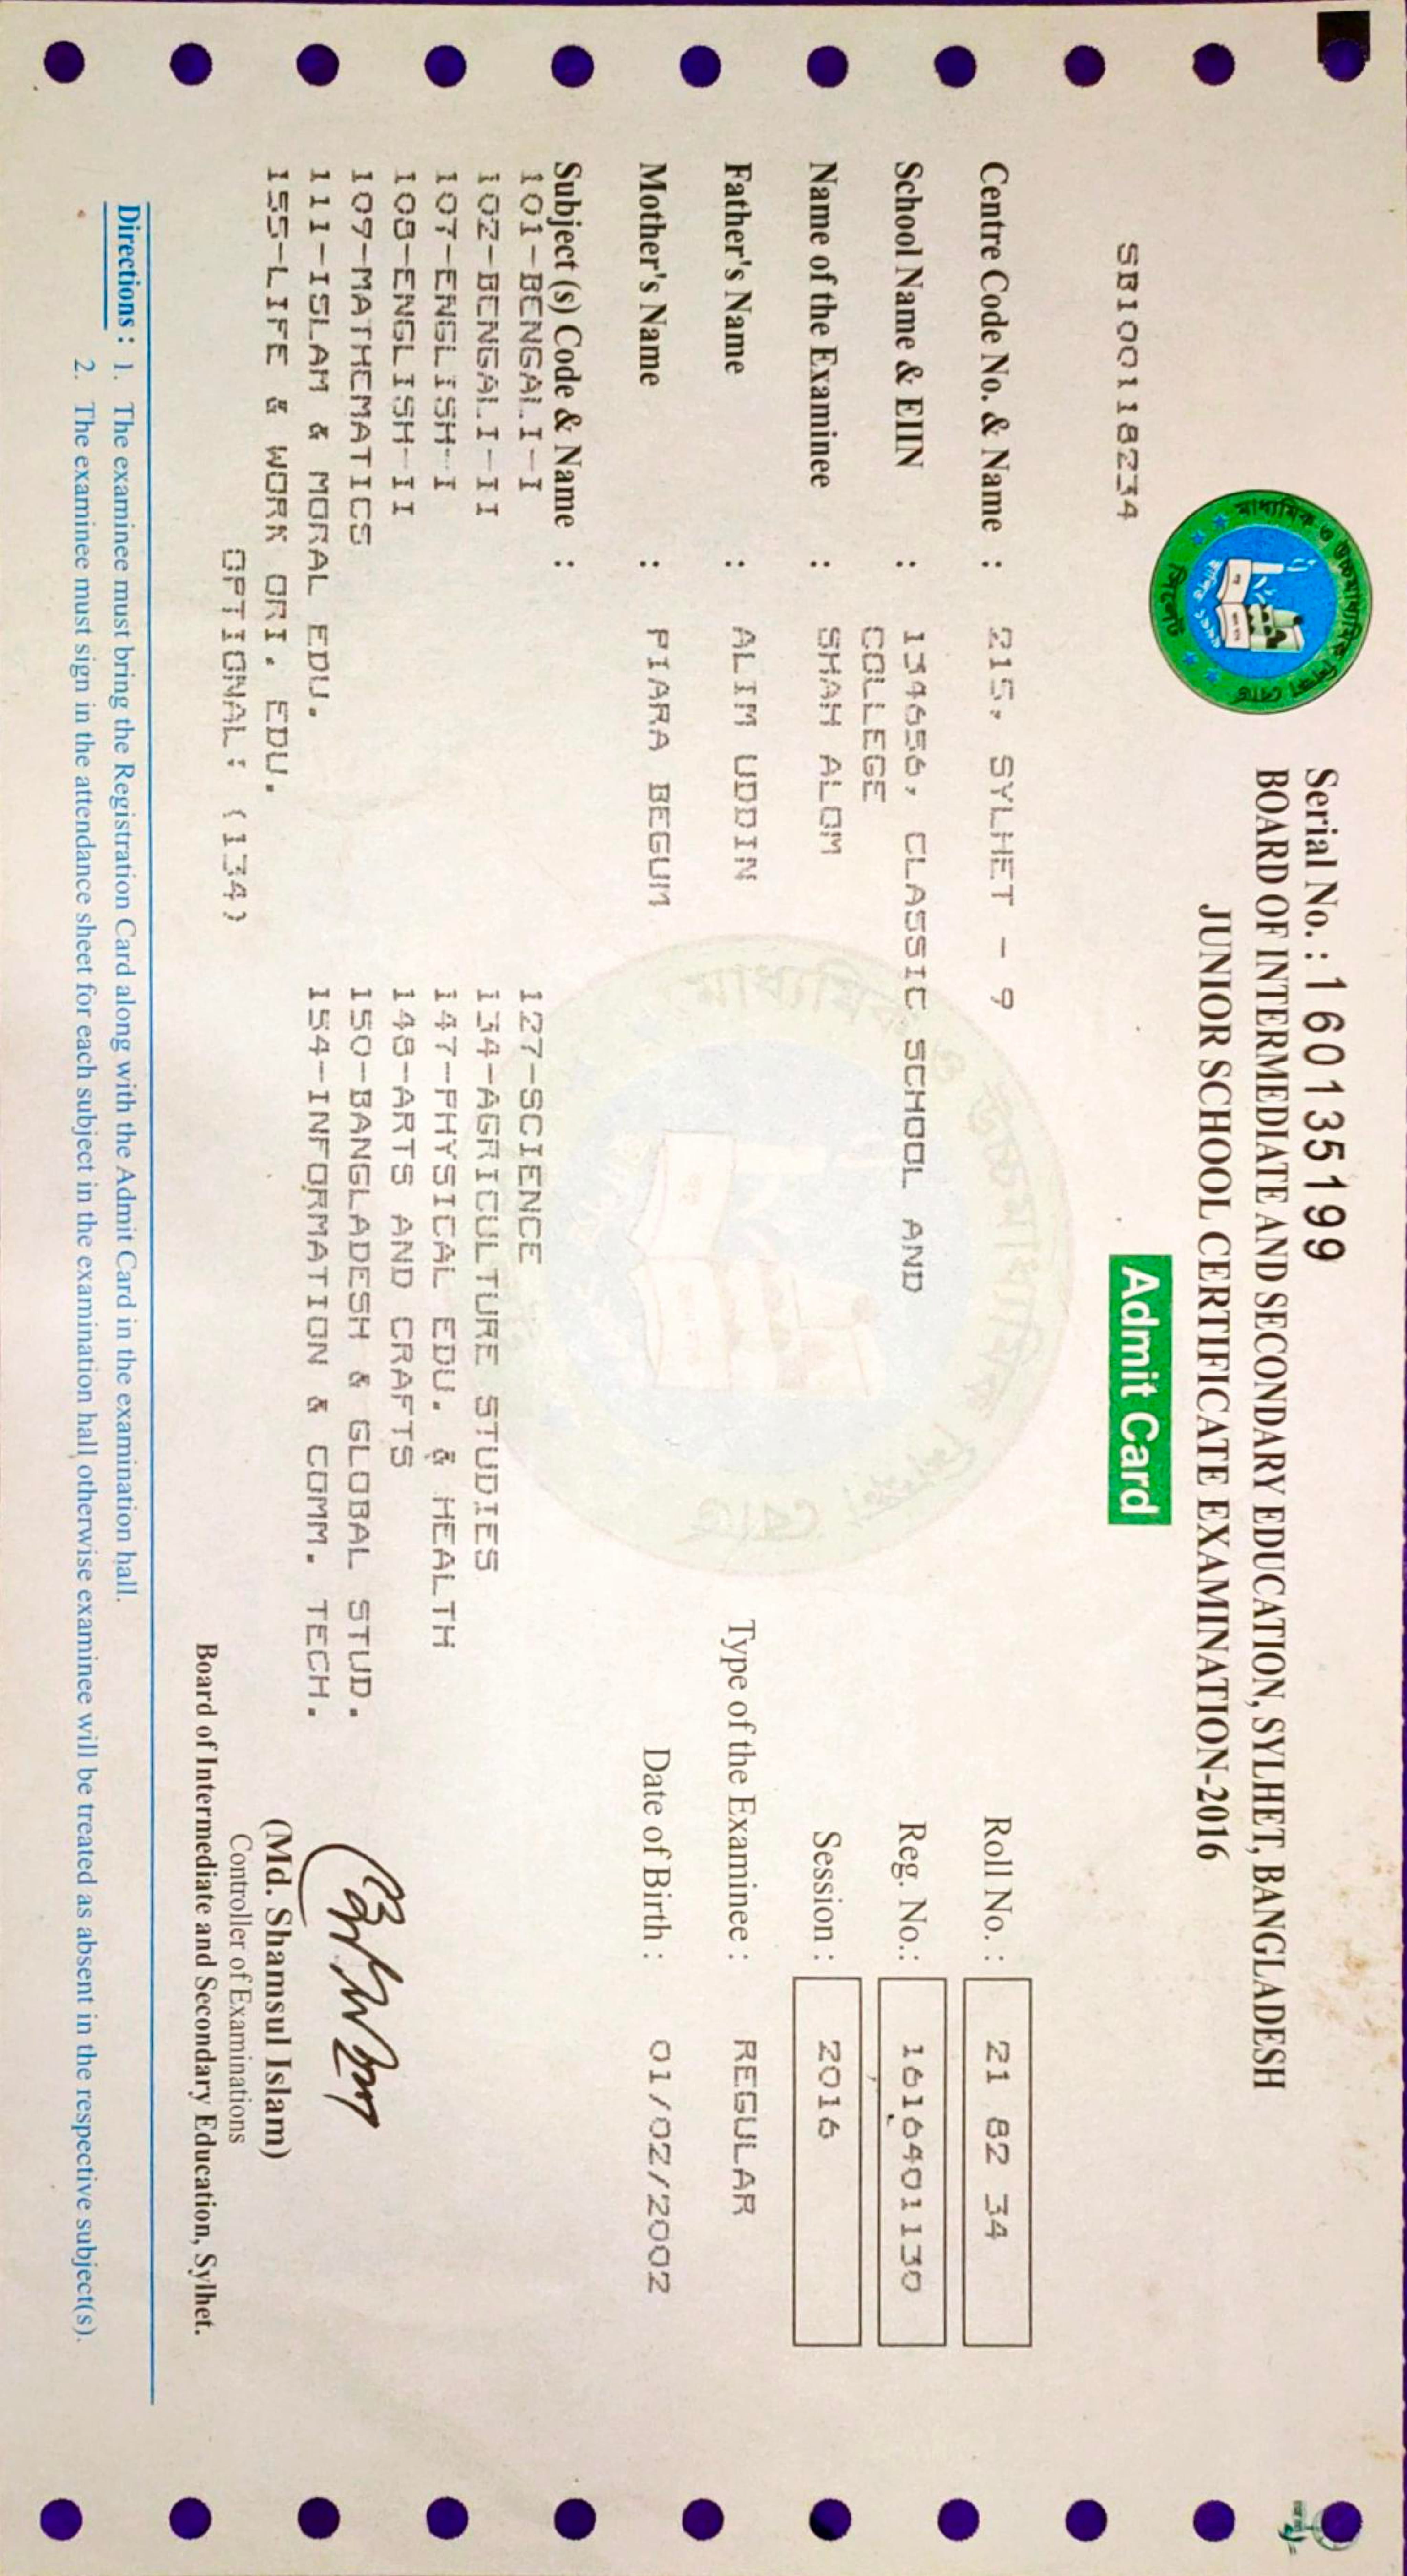 মাধ্যমিক ও উচ্চমাধ্যমিক শিক্ষা বোর্ড
স্থাপিত ১৯৯৯
সিলেট
Serial No. : 160135199
BOARD OF INTERMEDIATE AND SECONDARY EDUCATION, SYLHET, BANGLADESH
JUNIOR SCHOOL CERTIFICATE EXAMINATION-2016
Admit Card
SB100118234
Centre Code No. & Name : 215, SYLHET - 9
Roll No. : 21 82 34
School Name & EIIN : 134656, CLASSIC SCHOOL AND
COLLEGE
Reg. No.: 1616401130
Name of the Examinee : SHAH ALOM
Session : 2016
Father's Name : ALIM UDDIN
Type of the Examinee : REGULAR
Mother's Name : PIARA BEGUM
Date of Birth : 01/02/2002
Subject (s) Code & Name :
101-BENGALI-I
102-BENGALI-II
107-ENGLISH-I
108-ENGLISH-II
109-MATHEMATICS
111-ISLAM & MORAL EDU.
155-LIFE & WORK ORI. EDU.
OPTIONAL: (134)
127-SCIENCE
134-AGRICULTURE STUDIES
147-PHYSICAL EDU. & HEALTH
148-ARTS AND CRAFTS
150-BANGLADESH & GLOBAL STUD.
154-INFORMATION & COMM. TECH.
(Md. Shamsul Islam)
Controller of Examinations
Board of Intermediate and Secondary Education, Sylhet.
Directions : 1. The examinee must bring the Registration Card along with the Admit Card in the examination hall.
2. The examinee must sign in the attendance sheet for each subject in the examination hall otherwise examinee will be treated as absent in the respective subject(s).